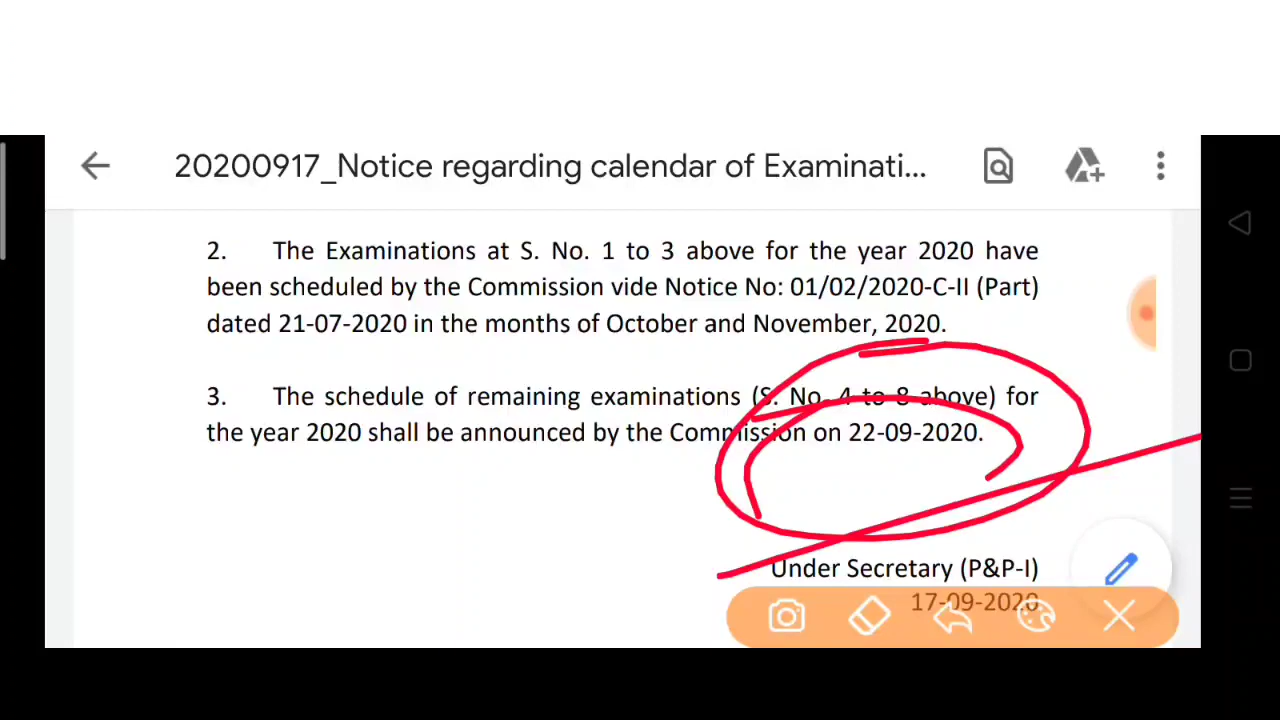 20200917_Notice regarding calendar of Examinati...
2. The Examinations at S. No. 1 to 3 above for the year 2020 have
been scheduled by the Commission vide Notice No: 01/02/2020-C-II (Part)
dated 21-07-2020 in the months of October and November, 2020.
3. The schedule of remaining examinations (S. No. 4 to 8 above) for
the year 2020 shall be announced by the Commission on 22-09-2020.
Under Secretary (P&P-I)
17-09-2020